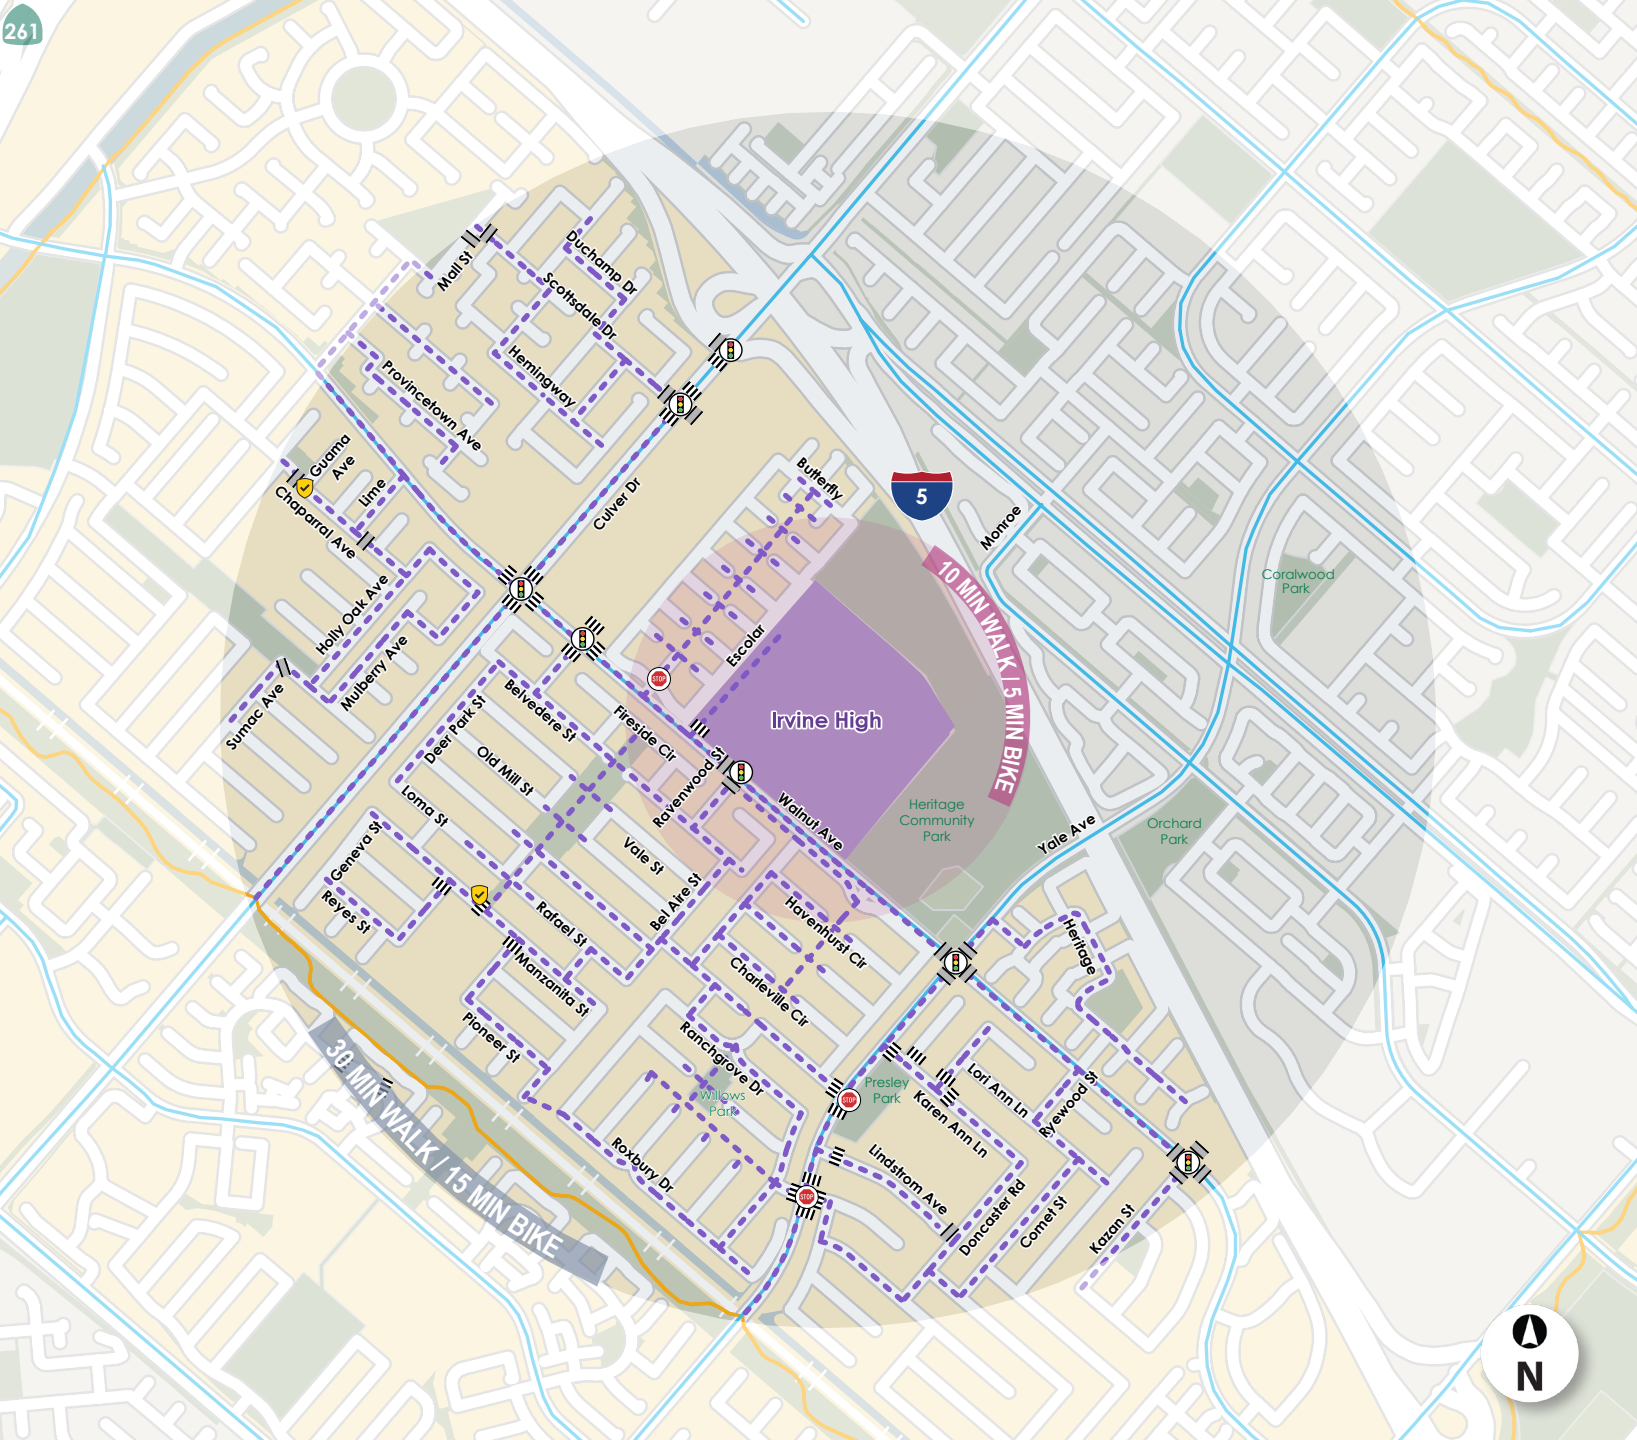 261
Mall St
Duchamp Dr
Scottsdale Dr
Hemingway
Provincetown Ave
Guama
Ave
Lime
Chaparral Ave
Culver Dr
Butterfly
5
Monroe
Coralwood
Park
10 MIN WALK / 5 MIN BIKE
Holly Oak Ave
Mulberry Ave
Sumac Ave
Escolar
STOP
Irvine High
Belvedere St
Deer Park St
Fireside Cir
Old Mill St
Ravenwood St
Walnut Ave
Heritage
Community
Park
Yale Ave
Orchard
Park
Loma St
Geneva St
Vale St
Reyes St
Rafael St
Bel Aire St
Havenhurst Cir
Heritage
Manzanita St
Charleville Cir
Pioneer St
Ranchgrove Dr
Willows
Park
STOP
Presley
Park
Lori Ann Ln
Karen Ann Ln
Ryewood St
30 MIN WALK / 15 MIN BIKE
Roxbury Dr
STOP
Lindstrom Ave
Doncaster Rd
Comet St
Kazan St
N